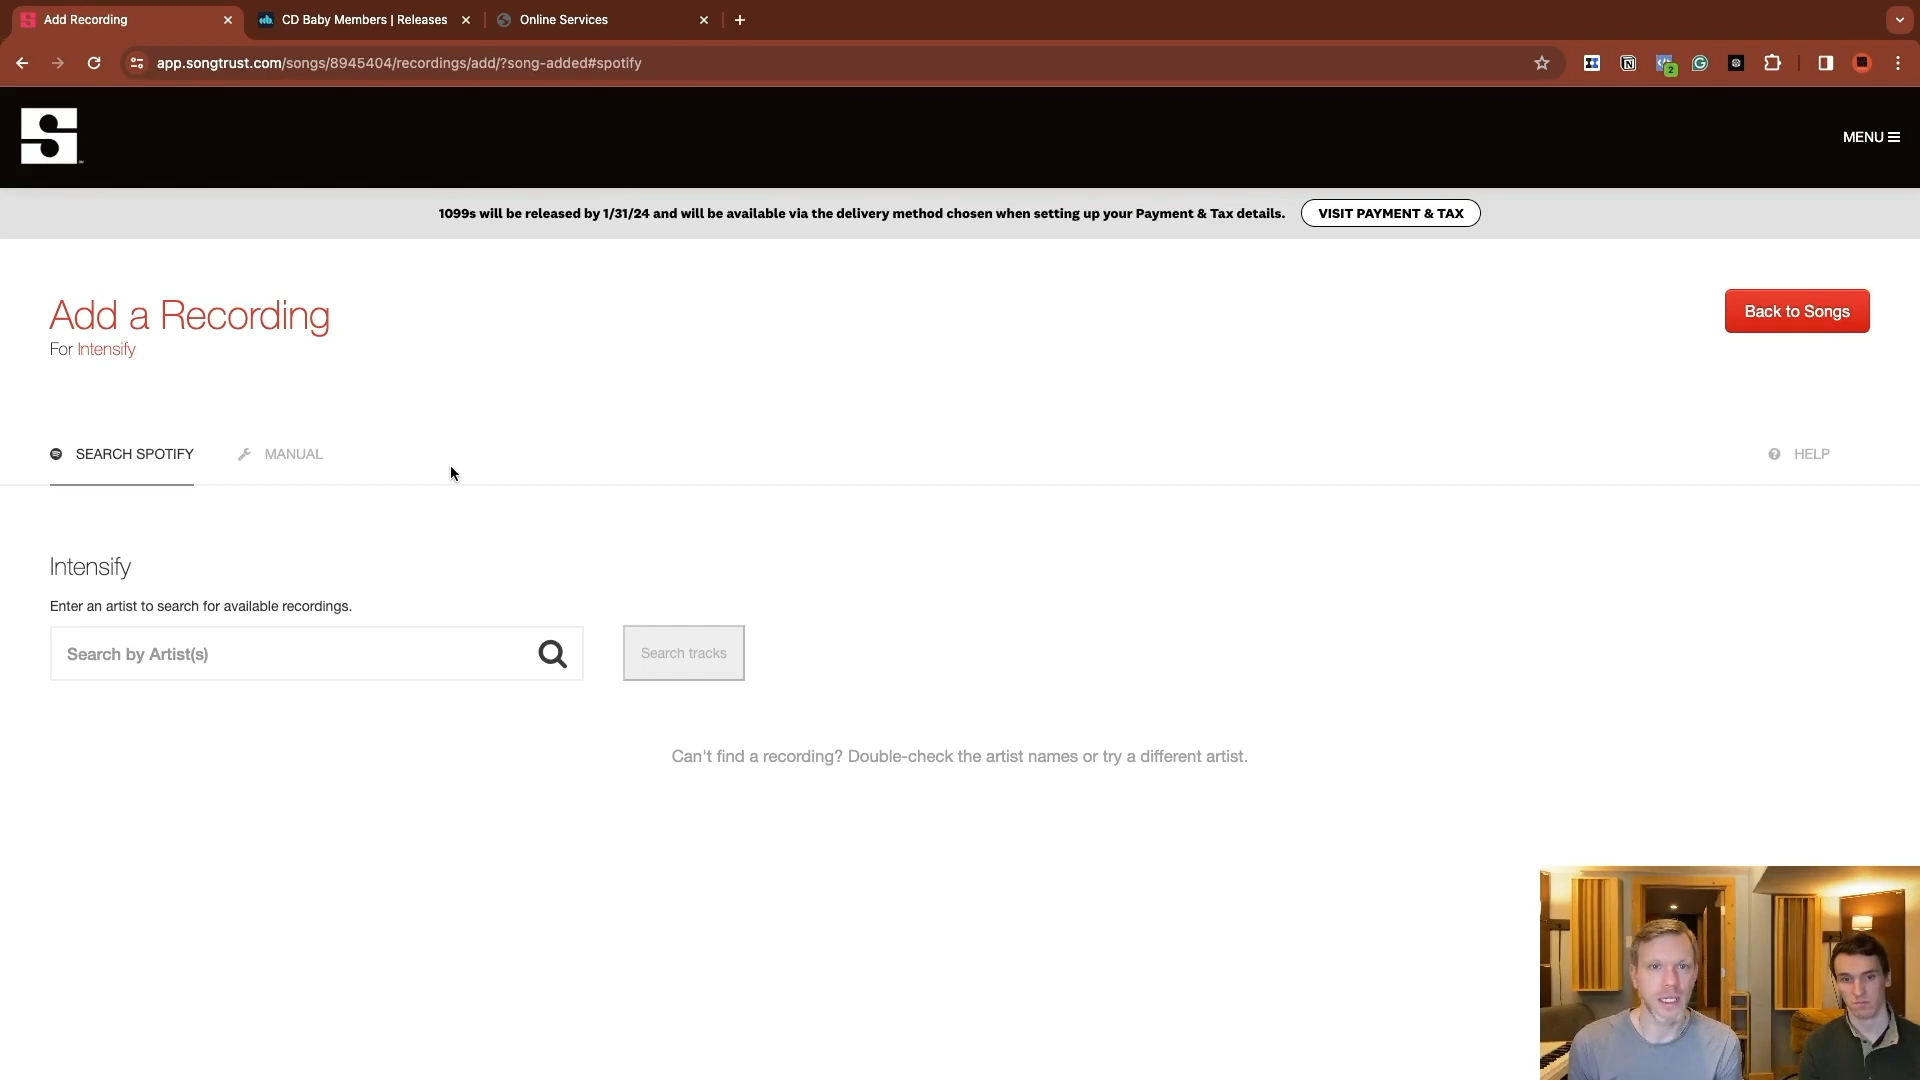 Add Recording
CD Baby Members | Releases
Online Services
app.songtrust.com/songs/8945404/recordings/add/?song-added#spotify
2
MENU
1099s will be released by 1/31/24 and will be available via the delivery method chosen when setting up your Payment & Tax details.
VISIT PAYMENT & TAX
Add a Recording
Back to Songs
For Intensify
SEARCH SPOTIFY
MANUAL
HELP
Intensify
Enter an artist to search for available recordings.
Search by Artist(s)
Search tracks
Can't find a recording? Double-check the artist names or try a different artist.